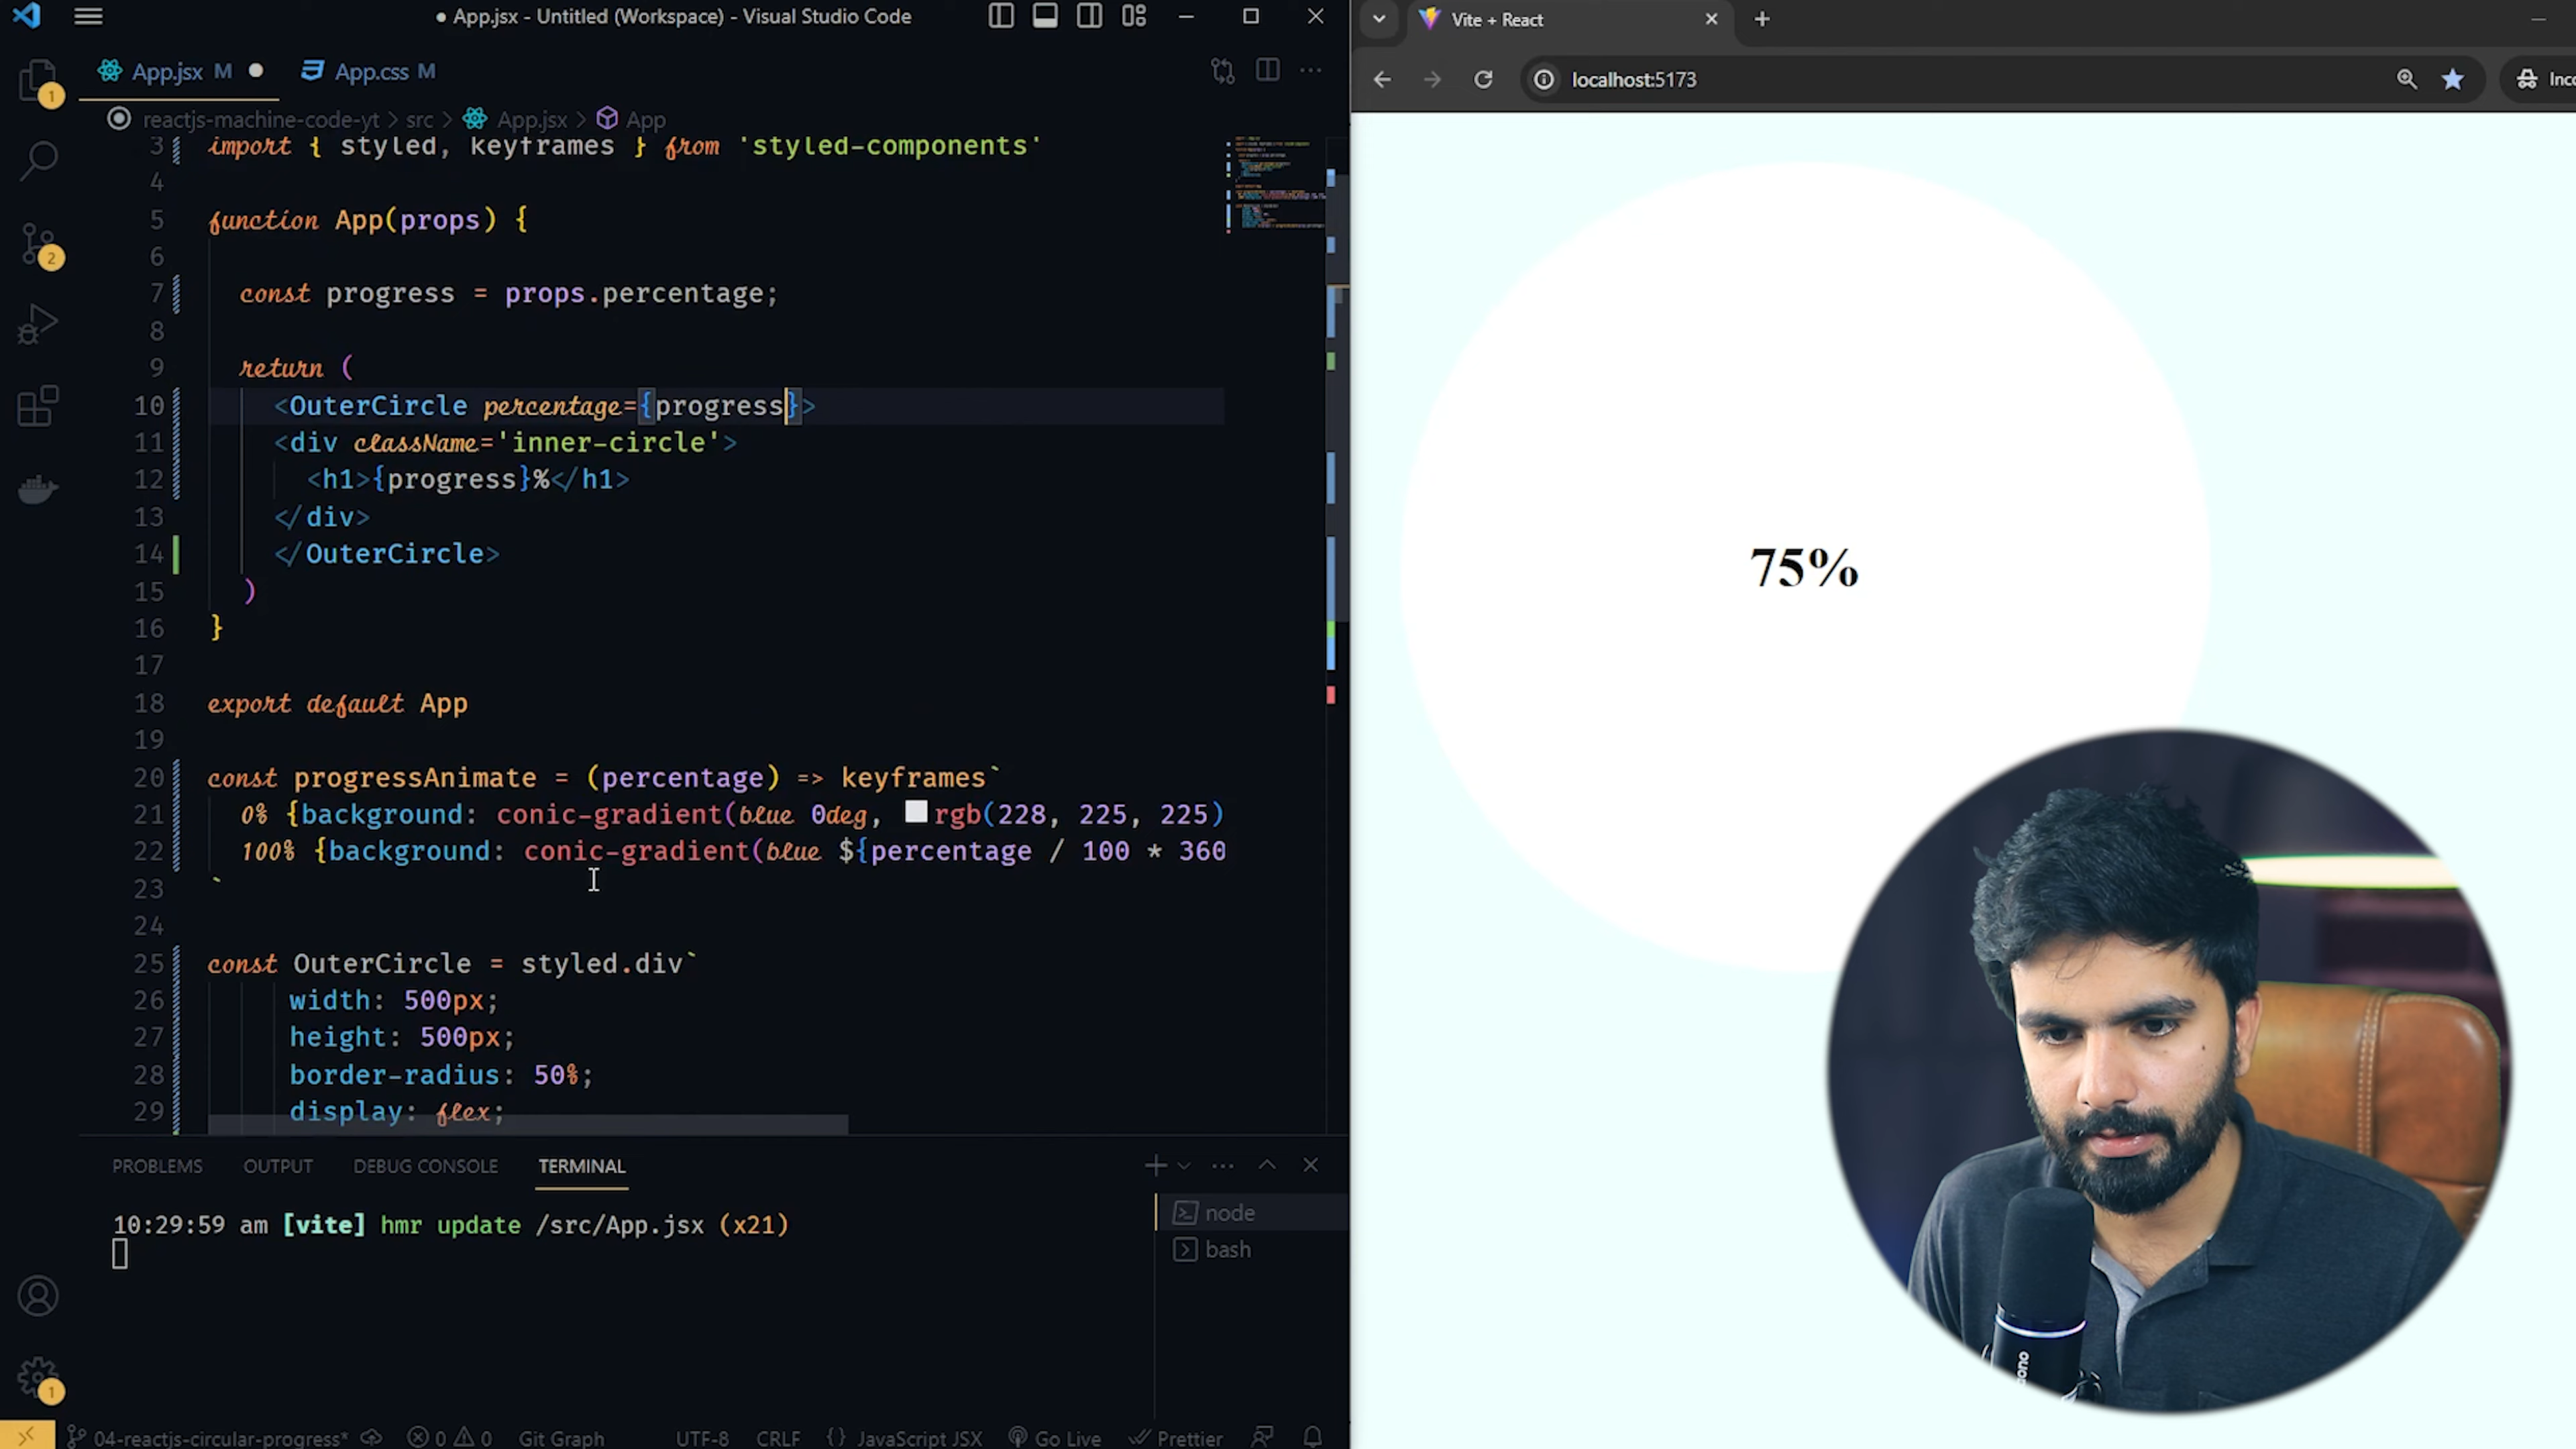 App.jsx - Untitled (Workspace) - Visual Studio Code
App.jsx M
App.css M
reactjs-machine-code-yt > src > App.jsx > App
3 import { styled, keyframes } from 'styled-components'
4
5 function App(props) {
6
7 const progress = props.percentage;
8
9 return (
10 <OuterCircle percentage={progress}>
11 <div className='inner-circle'>
12 <h1>{progress}%</h1>
13 </div>
14 </OuterCircle>
15 )
16 }
17
18 export default App
19
20 const progressAnimate = (percentage) => keyframes`
21 0% {background: conic-gradient(blue 0deg, rgb(228, 225, 225)
22 100% {background: conic-gradient(blue ${percentage / 100 * 360
23 `
24
25 const OuterCircle = styled.div`
26 width: 500px;
27 height: 500px;
28 border-radius: 50%;
29 display: flex;
PROBLEMS OUTPUT DEBUG CONSOLE TERMINAL
10:29:59 am [vite] hmr update /src/App.jsx (x21)
node
bash
1
2
1
04-reactjs-circular-progress* 0 0 Git Graph UTF-8 CRLF {} JavaScript JSX Go Live Prettier
Vite + React
localhost:5173
Inc
75%
ono